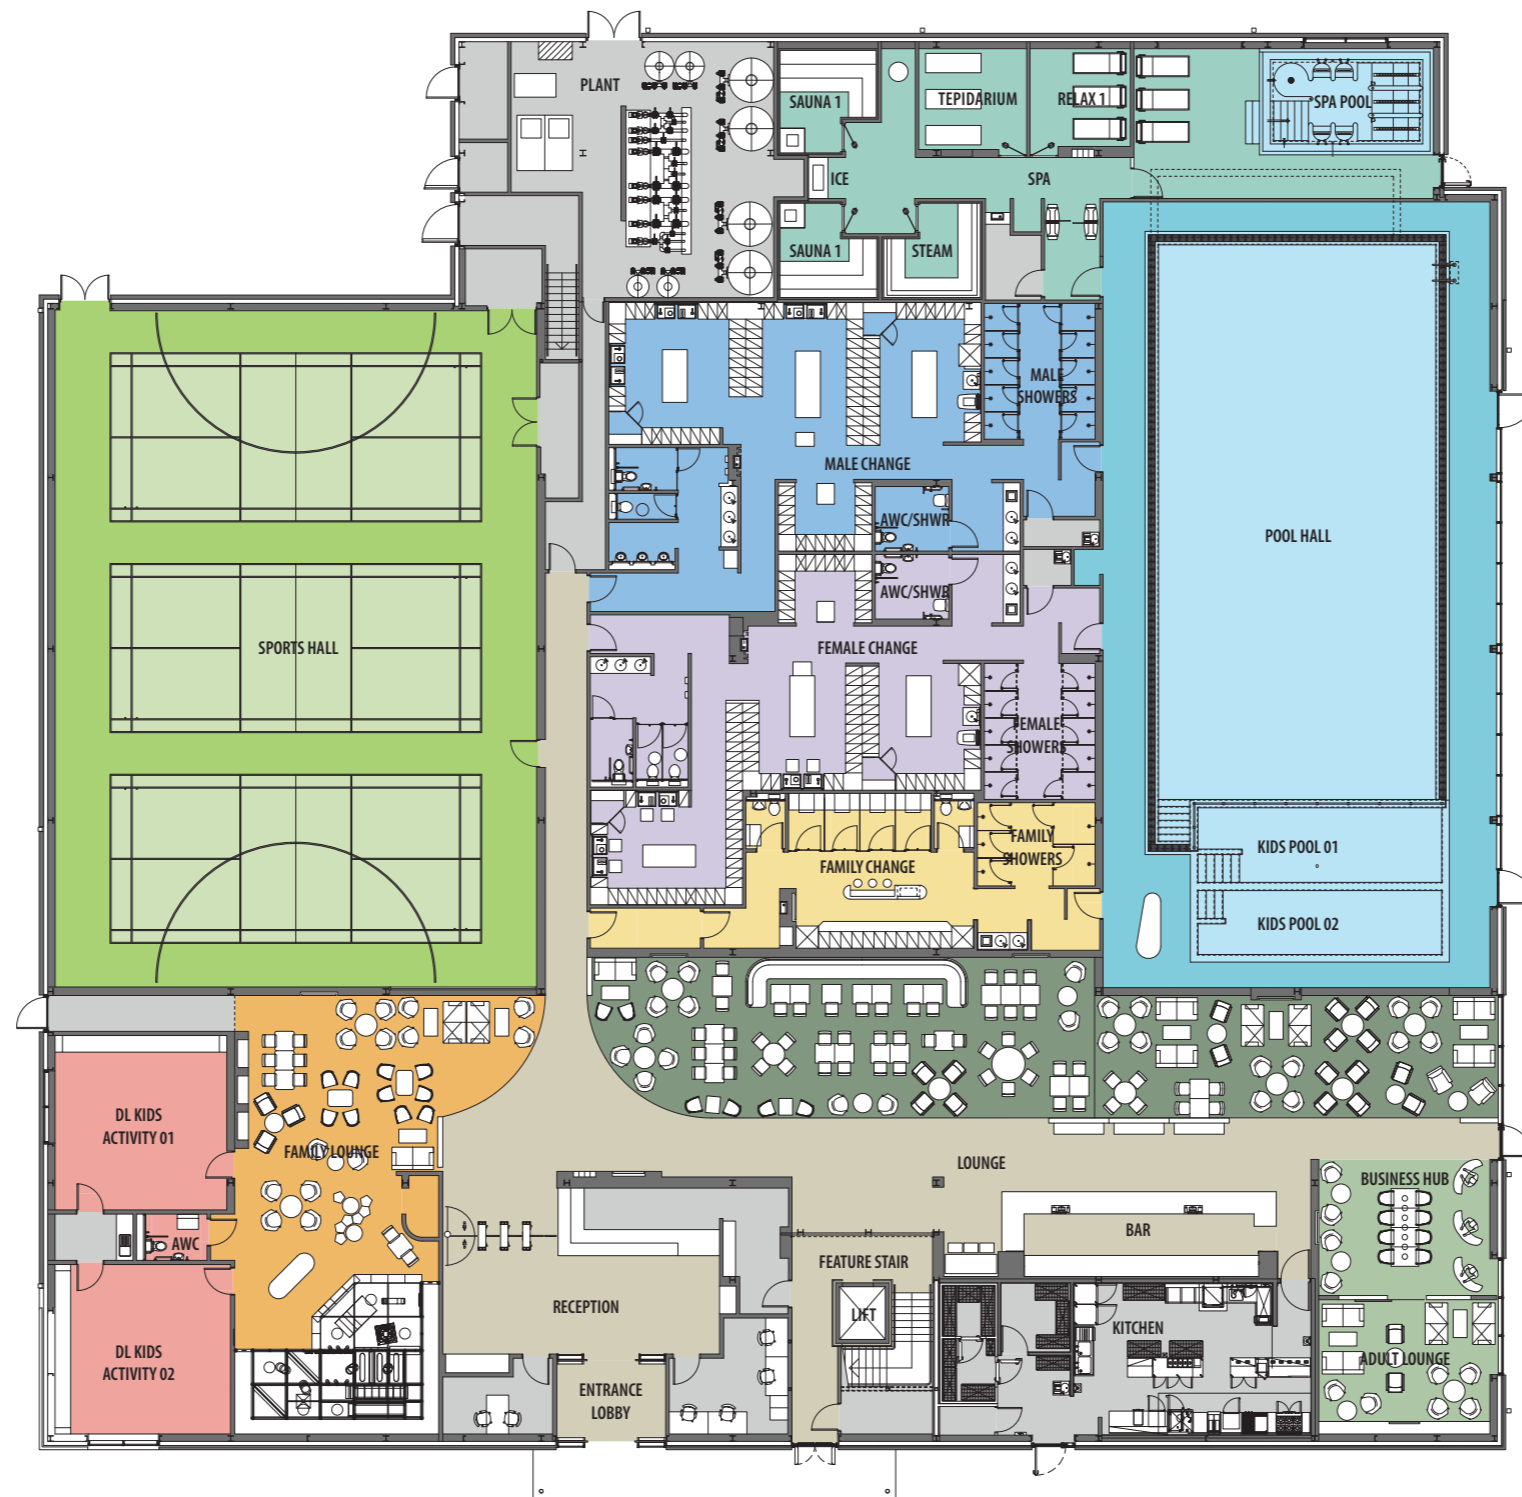 PLANT
SAUNA 1
TEPIDARIUM
RELAX 1
SPA POOL
ICE
SPA
SAUNA 1
STEAM
MALE
SHOWERS
MALE CHANGE
AWC/SHWR
POOL HALL
AWC/SHWR
SPORTS HALL
FEMALE CHANGE
FEMALE
SHOWERS
FAMILY
SHOWERS
FAMILY CHANGE
KIDS POOL 01
KIDS POOL 02
DL KIDS
ACTIVITY 01
FAMILY LOUNGE
LOUNGE
BUSINESS HUB
BAR
AWC
FEATURE STAIR
RECEPTION
LIFT
KITCHEN
DL KIDS
ACTIVITY 02
ADULT LOUNGE
ENTRANCE
LOBBY